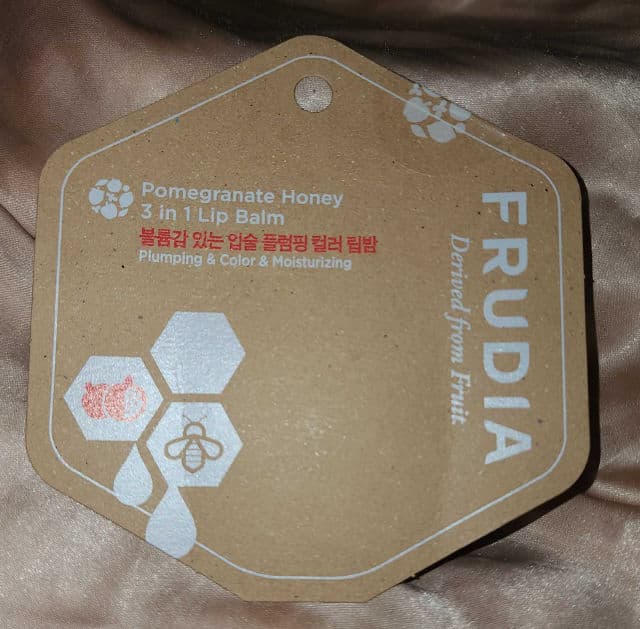 Pomegranate Honey
3 in 1 Lip Balm
볼륨감 있는 입술 플럼핑 컬러 립밤
Plumping & Color & Moisturizing
FRUDIA
Derived from Fruit